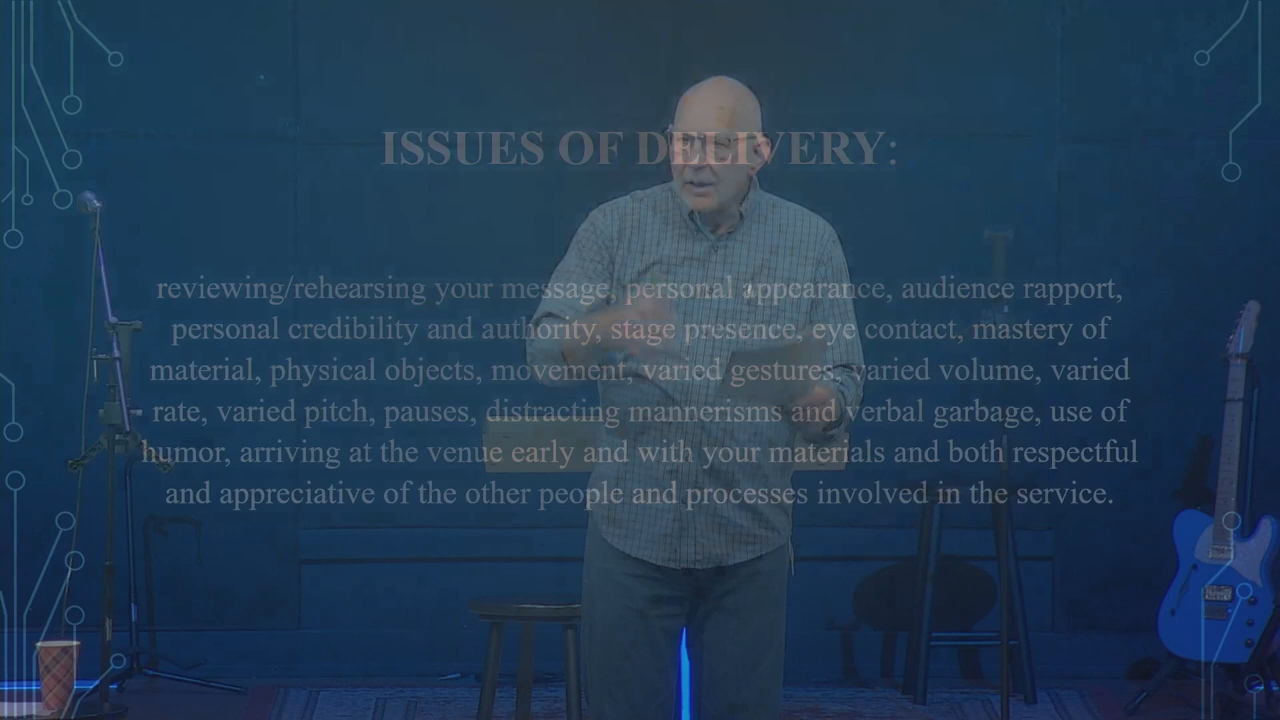 ISSUES OF DELIVERY:
reviewing/rehearsing your message, personal appearance, audience rapport,
personal credibility and authority, stage presence, eye contact, mastery of
material, physical objects, movement, varied gestures, varied volume, varied
rate, varied pitch, pauses, distracting mannerisms and verbal garbage, use of
humor, arriving at the venue early and with your materials and both respectful
and appreciative of the other people and processes involved in the service.